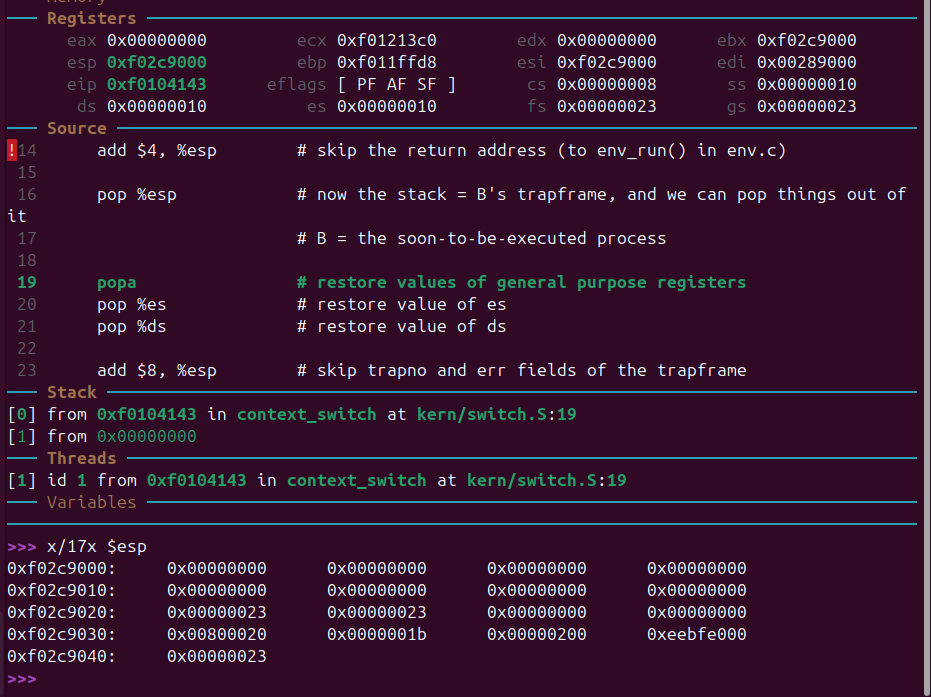 Memory
Registers
eax 0x00000000 ecx 0xf01213c0 edx 0x00000000 ebx 0xf02c9000
esp 0xf02c9000 ebp 0xf011ffd8 esi 0xf02c9000 edi 0x00289000
eip 0xf0104143 eflags [ PF AF SF ] cs 0x00000008 ss 0x00000010
ds 0x00000010 es 0x00000010 fs 0x00000023 gs 0x00000023
Source
!14 add $4, %esp # skip the return address (to env_run() in env.c)
15
16 pop %esp # now the stack = B's trapframe, and we can pop things out of
it
17 # B = the soon-to-be-executed process
18
19 popa # restore values of general purpose registers
20 pop %es # restore value of es
21 pop %ds # restore value of ds
22
23 add $8, %esp # skip trapno and err fields of the trapframe
Stack
[0] from 0xf0104143 in context_switch at kern/switch.S:19
[1] from 0x00000000
Threads
[1] id 1 from 0xf0104143 in context_switch at kern/switch.S:19
Variables
>>> x/17x $esp
0xf02c9000: 0x00000000 0x00000000 0x00000000 0x00000000
0xf02c9010: 0x00000000 0x00000000 0x00000000 0x00000000
0xf02c9020: 0x00000023 0x00000023 0x00000000 0x00000000
0xf02c9030: 0x00800020 0x0000001b 0x00000200 0xeebfe000
0xf02c9040: 0x00000023
>>>